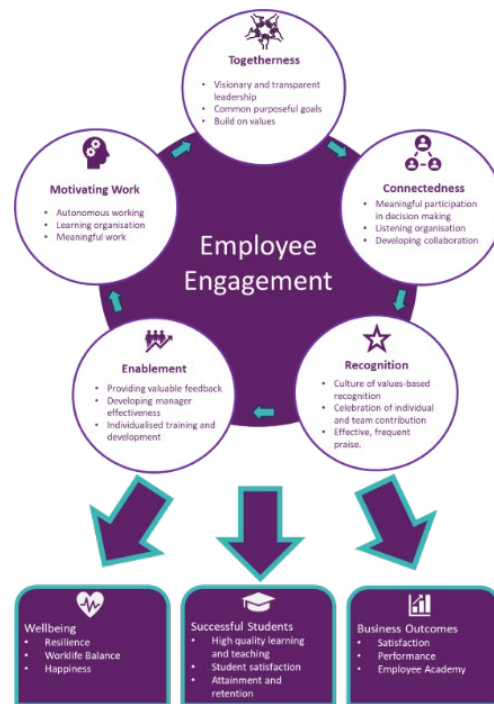 Togetherness
• Visionary and transparent
leadership
• Common purposeful goals
• Build on values
Motivating Work
• Autonomous working
• Learning organisation
• Meaningful work
Connectedness
• Meaningful participation
in decision making
• Listening organisation
• Developing collaboration
Employee
Engagement
Enablement
• Providing valuable feedback
• Developing manager
effectiveness
• Individualised training and
development
Recognition
• Culture of values-based
recognition
• Celebration of individual
and team contribution
• Effective, frequent
praise.
Wellbeing
• Resilience
• Worklife Balance
• Happiness
Successful Students
• High quality learning
and teaching
• Student satisfaction
• Attainment and
retention
Business Outcomes
• Satisfaction
• Performance
• Employee Academy